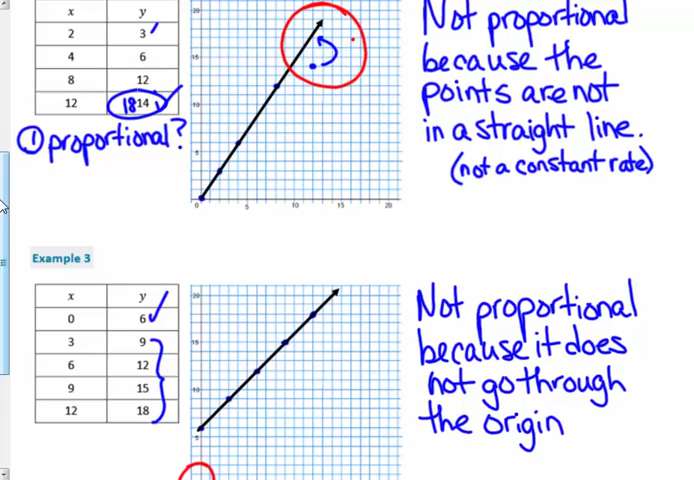 x y
2 3
4 6
8 12
12 1814
① proportional?
20
15
10
5
0 5 10 15 20
Not proportional
because the
points are not
in a straight line.
(not a constant rate)
Example 3
x y
0 6
3 9
6 12
9 15
12 18
20
15
10
5
Not proportional
because it does
not go through
the origin